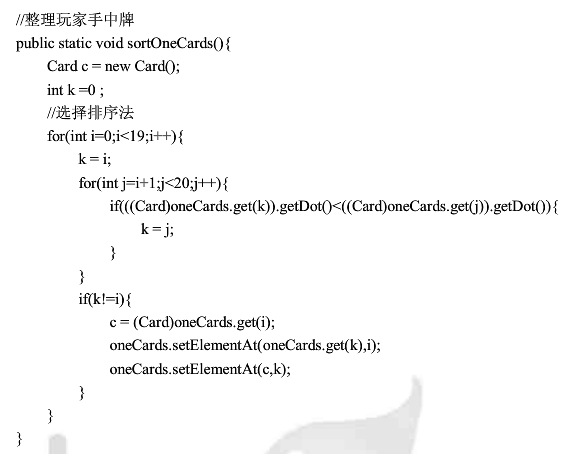 //整理玩家手中牌
public static void sortOneCards(){
Card c = new Card();
int k =0 ;
//选择排序法
for(int i=0;i<19;i++){
k = i;
for(int j=i+1;j<20;j++){
if(((Card)oneCards.get(k)).getDot()<((Card)oneCards.get(j)).getDot()){
k = j;
}
}
if(k!=i){
c = (Card)oneCards.get(i);
oneCards.setElementAt(oneCards.get(k),i);
oneCards.setElementAt(c,k);
}
}
}